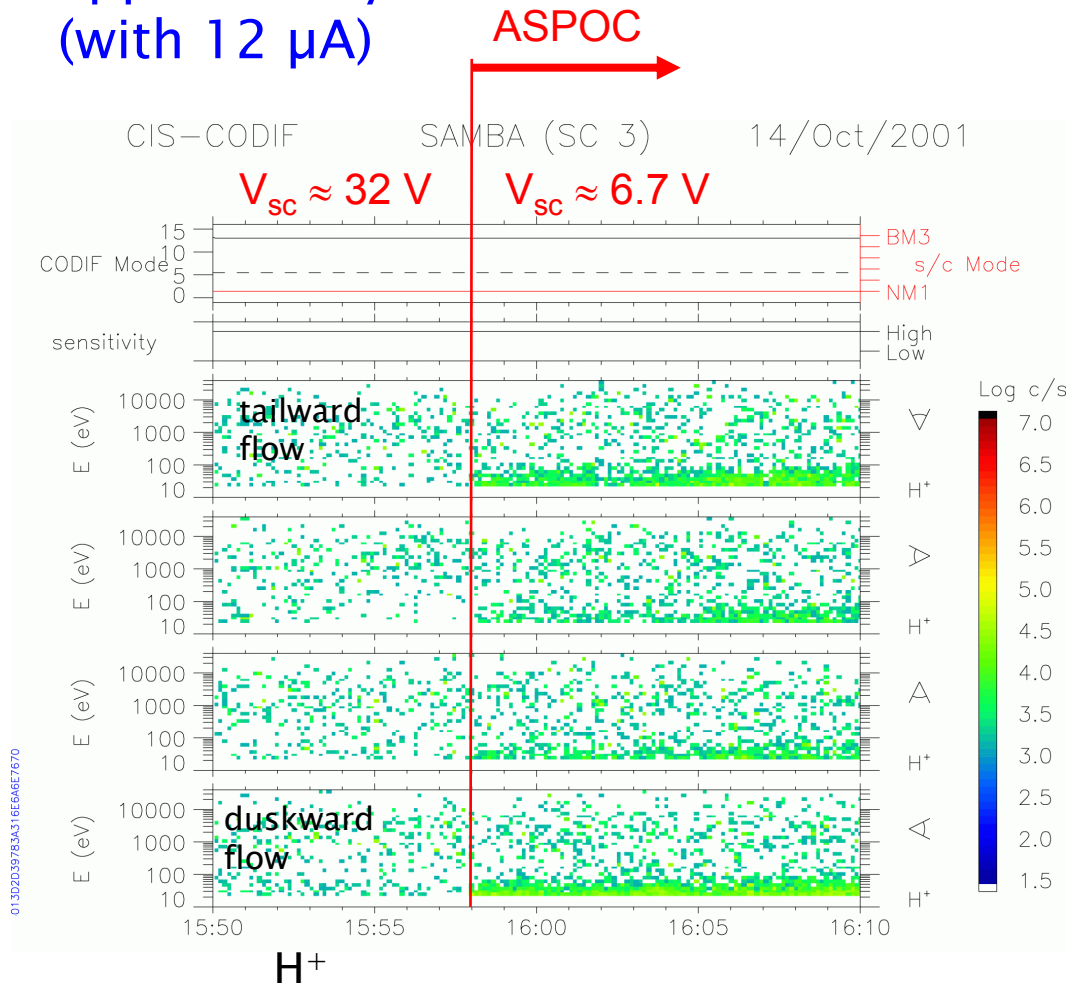 (with 12 μA)
ASPOC
CIS-CODIF SAMBA (SC 3) 14/Oct/2001
Vsc ≈ 32 V Vsc ≈ 6.7 V
CODIF Mode
15
10
5
0
BM3
s/c Mode
NM1
sensitivity
High
Low
Log c/s
E (eV)
10000
1000
100
10
tailward
flow
H+
E (eV)
10000
1000
100
10
H+
E (eV)
10000
1000
100
10
H+
E (eV)
10000
1000
100
10
duskward
flow
H+
7.0
6.5
6.0
5.5
5.0
4.5
4.0
3.5
3.0
2.5
2.0
1.5
15:50 15:55 16:00 16:05 16:10
H+
013D2D39783A316E6A6E7670